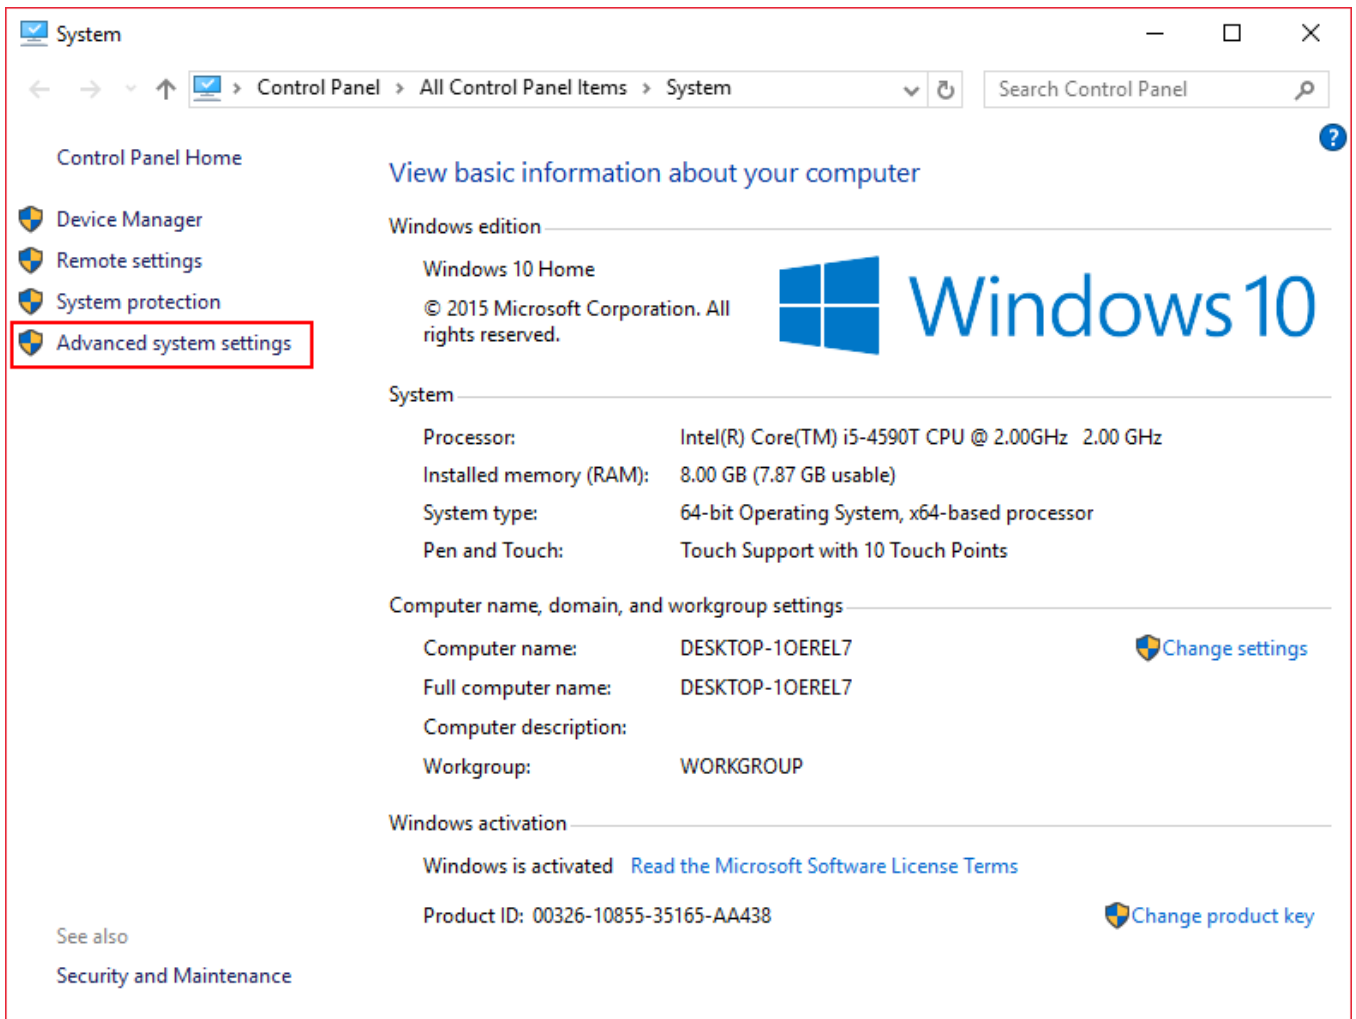 System
Control Panel > All Control Panel Items > System
Search Control Panel
?
Control Panel Home
Device Manager
Remote settings
System protection
Advanced system settings
See also
Security and Maintenance
View basic information about your computer
Windows edition
Windows 10 Home
© 2015 Microsoft Corporation. All
rights reserved.
Windows 10
System
Processor: Intel(R) Core(TM) i5-4590T CPU @ 2.00GHz 2.00 GHz
Installed memory (RAM): 8.00 GB (7.87 GB usable)
System type: 64-bit Operating System, x64-based processor
Pen and Touch: Touch Support with 10 Touch Points
Computer name, domain, and workgroup settings
Computer name: DESKTOP-1OEREL7 Change settings
Full computer name: DESKTOP-1OEREL7
Computer description:
Workgroup: WORKGROUP
Windows activation
Windows is activated Read the Microsoft Software License Terms
Product ID: 00326-10855-35165-AA438 Change product key